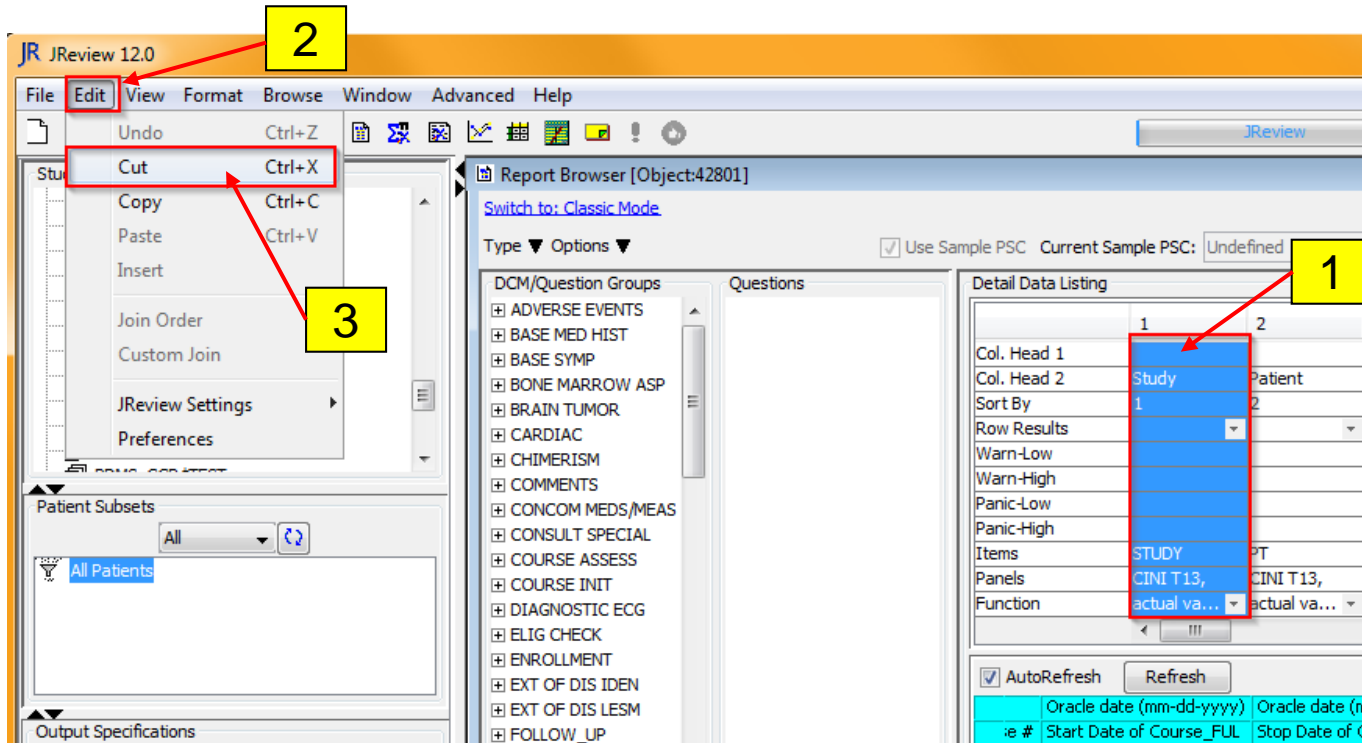 2
JR JReview 12.0
File Edit View Format Browse Window Advanced Help
Undo Ctrl+Z
Cut Ctrl+X
Copy Ctrl+C
Paste Ctrl+V
Insert
Join Order
Custom Join
JReview Settings
Preferences
3
JReview
Stu
Patient Subsets
All
All Patients
Output Specifications
Report Browser [Object:42801]
Switch to: Classic Mode
Type Options Use Sample PSC Current Sample PSC: Undefined
1
DCM/Question Groups
ADVERSE EVENTS
BASE MED HIST
BASE SYMP
BONE MARROW ASP
BRAIN TUMOR
CARDIAC
CHIMERISM
COMMENTS
CONCOM MEDS/MEAS
CONSULT SPECIAL
COURSE ASSESS
COURSE INIT
DIAGNOSTIC ECG
ELIG CHECK
ENROLLMENT
EXT OF DIS IDEN
EXT OF DIS LESM
FOLLOW_UP
Questions
Detail Data Listing
1 2
Col. Head 1
Col. Head 2 Study Patient
Sort By 1 2
Row Results
Warn-Low
Warn-High
Panic-Low
Panic-High
Items STUDY PT
Panels CINI T13, CINI T13,
Function actual va... actual va...
AutoRefresh Refresh
Oracle date (mm-dd-yyyy) Oracle date (m
e # Start Date of Course_FUL Stop Date of C